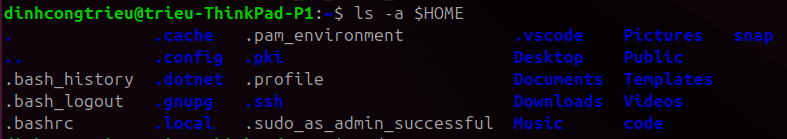 dinhcongtrieu@trieu-ThinkPad-P1:~$ ls -a $HOME
. .cache .pam_environment .vscode Pictures snap
.. .config .pki Desktop Public
.bash_history .dotnet .profile Documents Templates
.bash_logout .gnupg .ssh Downloads Videos
.bashrc .local .sudo_as_admin_successful Music code